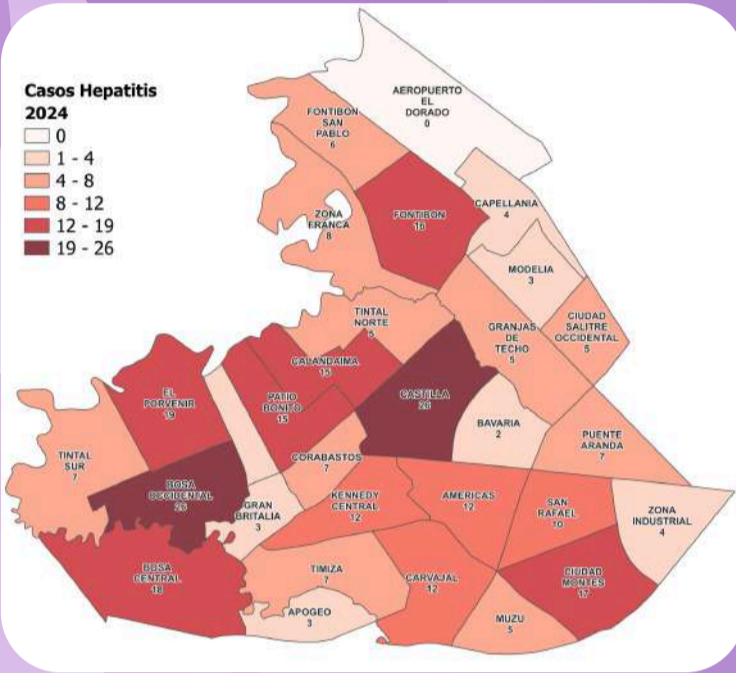 Casos Hepatitis
2024
0
1 - 4
4 - 8
8 - 12
12 - 19
19 - 26
AEROPUERTO
EL
DORADO
0
FONTIBON
SAN
PABLO
6
CAPELLANIA
4
ZONA
FRANCA
8
FONTIBON
MODELIA
3
TINTAL
NORTE
5
GRANJAS
DE
TECHO
5
CIUDAD
SALITRE
OCCIDENTAL
5
CALANDAIMA
15
EL
PORVENIR
19
PATIO
BONITO
15
CASTILLA
26
BAVARIA
2
PUENTE
ARANDA
7
TINTAL
SUR
7
CORABASTOS
7
BOSA
OCCIDENTAL
GRAN
BRITALIA
3
KENNEDY
CENTRAL
12
AMERICAS
12
SAN
RAFAEL
10
ZONA
INDUSTRIAL
4
BOSA
CENTRAL
18
TIMIZA
7
CARVAJAL
12
CIUDAD
MONTES
17
APOGEO
3
MUZU
5